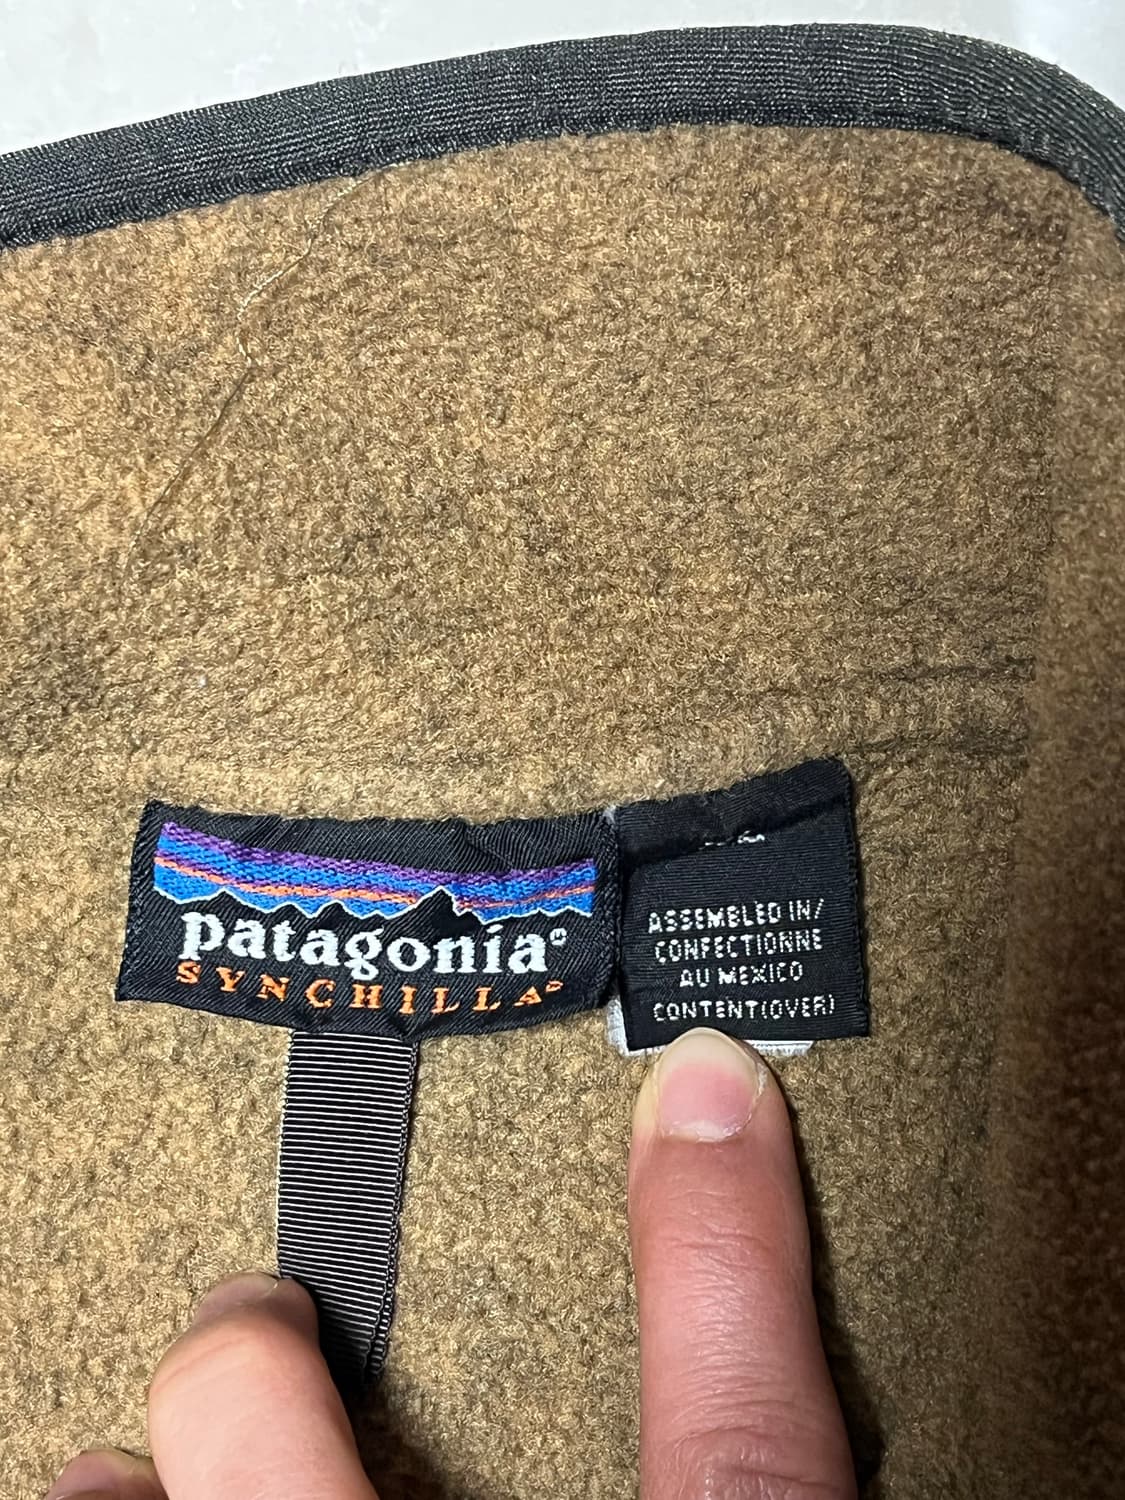 patagonia®
SYNCHILLA®
ASSEMBLED IN/
CONFECTIONNE
AU MEXICO
CONTENT(OVER)